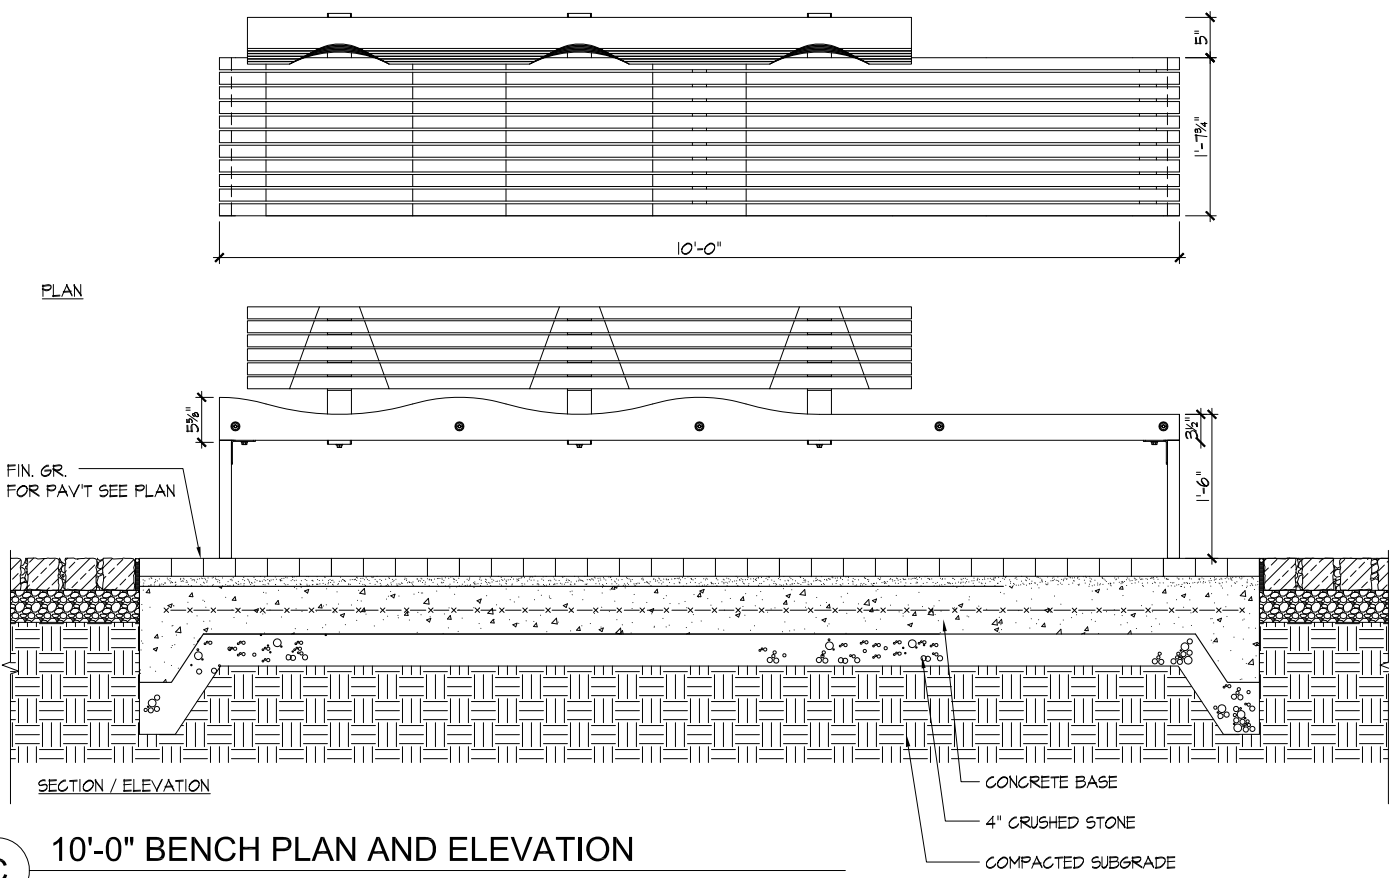 5"
1'-7¾"
10'-0"
PLAN
5⅝"
3½"
1'-6"
FIN. GR.
FOR PAV'T SEE PLAN
SECTION / ELEVATION
CONCRETE BASE
4" CRUSHED STONE
COMPACTED SUBGRADE
C
10'-0" BENCH PLAN AND ELEVATION